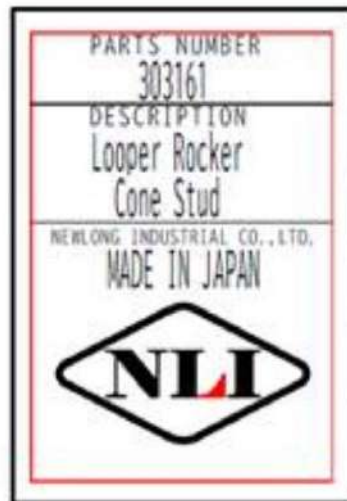 PARTS NUMBER
303161
DESCRIPTION
Looper Rocker
Cone Stud
NEWLONG INDUSTRIAL CO.,LTD.
MADE IN JAPAN
NLI